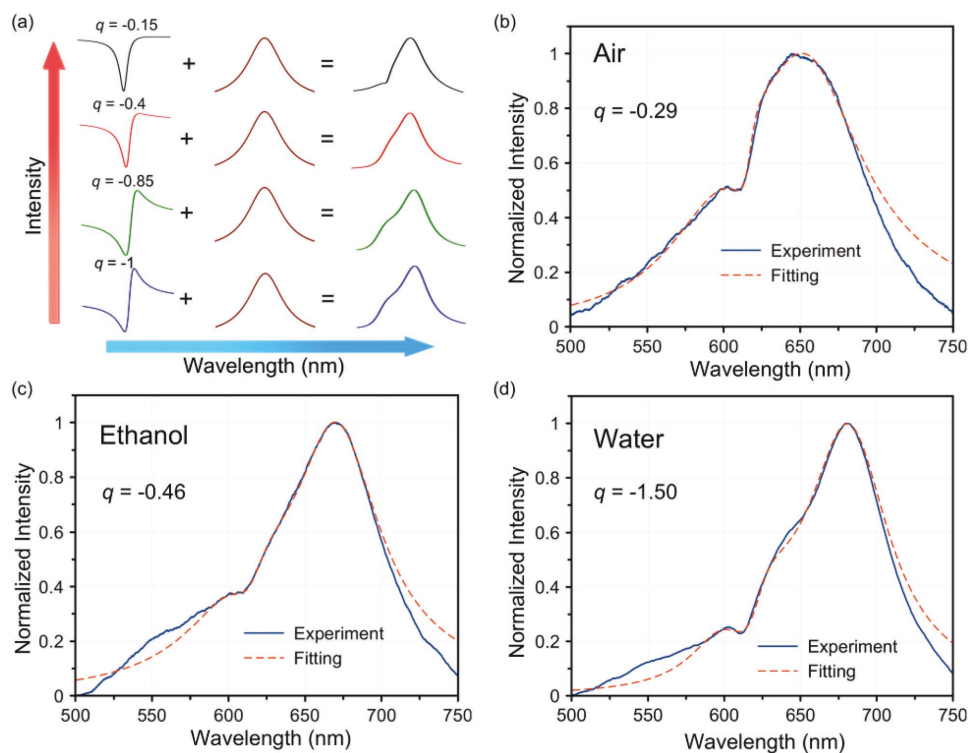 (a)
q = -0.15
+
=
q = -0.4
+
=
q = -0.85
+
=
q = -1
+
=
Intensity
Wavelength (nm)
(b)
Air
q = -0.29
Experiment
Fitting
Normalized Intensity
1
0.8
0.6
0.4
0.2
0
500 550 600 650 700 750
Wavelength (nm)
(c)
Ethanol
q = -0.46
Experiment
Fitting
Normalized Intensity
1
0.8
0.6
0.4
0.2
0
500 550 600 650 700 750
Wavelength (nm)
(d)
Water
q = -1.50
Experiment
Fitting
Normalized Intensity
1
0.8
0.6
0.4
0.2
0
500 550 600 650 700 750
Wavelength (nm)